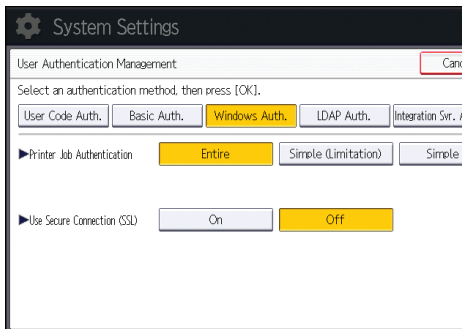 System Settings
User Authentication Management Canc
Select an authentication method, then press [OK].
User Code Auth. Basic Auth. Windows Auth. LDAP Auth. Integration Svr. A
▶Printer Job Authentication Entire Simple (Limitation) Simple
▶Use Secure Connection (SSL) On Off